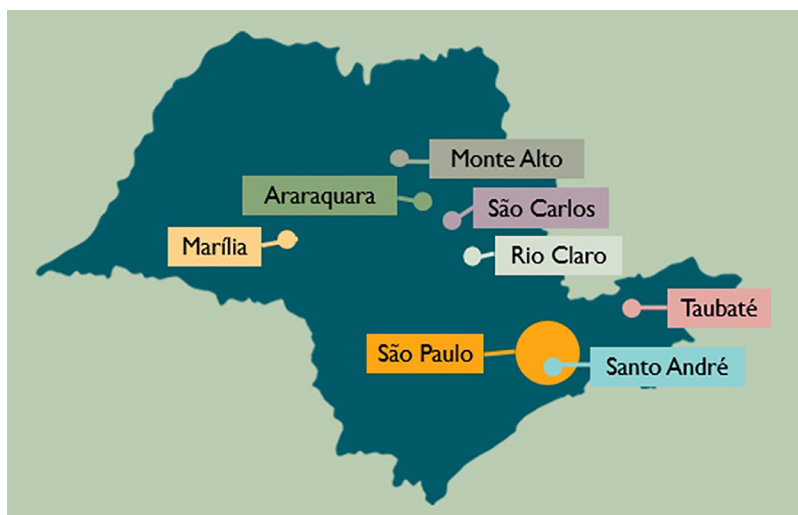 Monte Alto
Araraquara
São Carlos
Marília
Rio Claro
Taubaté
São Paulo
Santo André